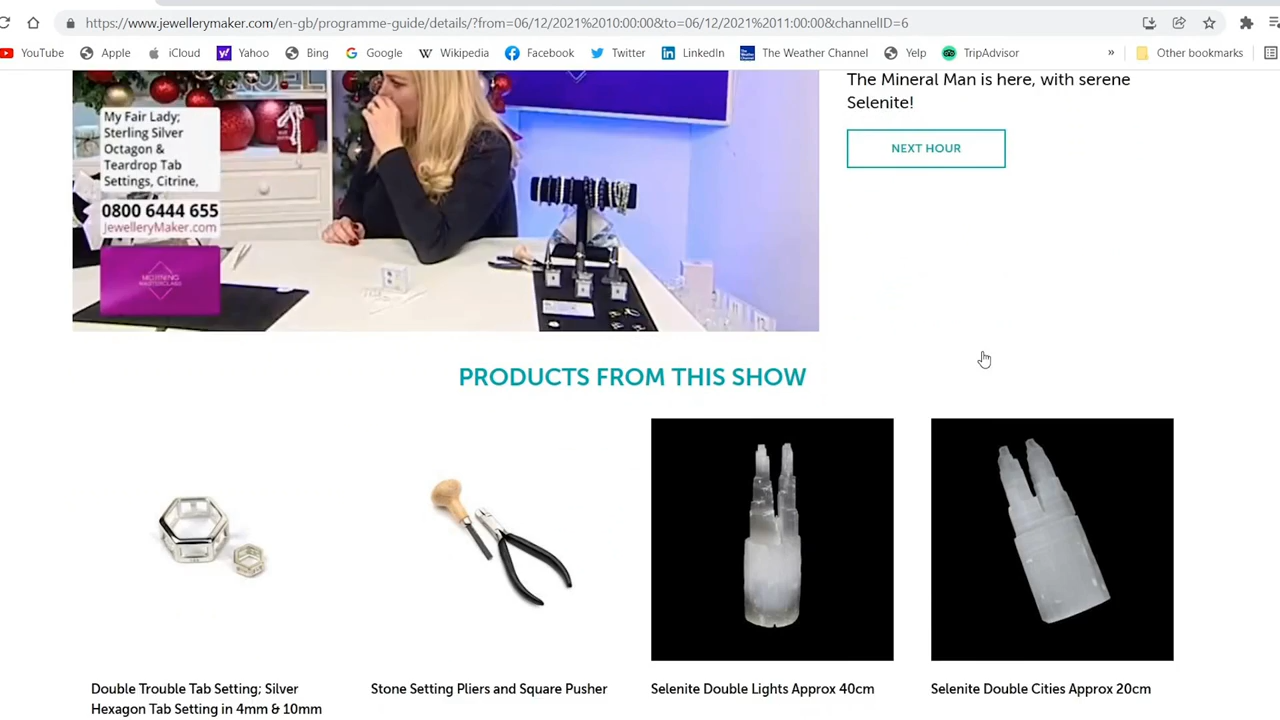 https://www.jewellerymaker.com/en-gb/programme-guide/details/?from=06/12/2021%2010:00:00&to=06/12/2021%2011:00:00&channelID=6
YouTube Apple iCloud Yahoo Bing Google Wikipedia Facebook Twitter LinkedIn The Weather Channel Yelp TripAdvisor » Other bookmarks
The Mineral Man is here, with serene
Selenite!
NEXT HOUR
My Fair Lady;
Sterling Silver
Octagon &
Teardrop Tab
Settings, Citrine,
0800 6444 655
JewelleryMaker.com
MORNING
MASTERCLASS
PRODUCTS FROM THIS SHOW
Double Trouble Tab Setting; Silver
Hexagon Tab Setting in 4mm & 10mm
Stone Setting Pliers and Square Pusher
Selenite Double Lights Approx 40cm
Selenite Double Cities Approx 20cm